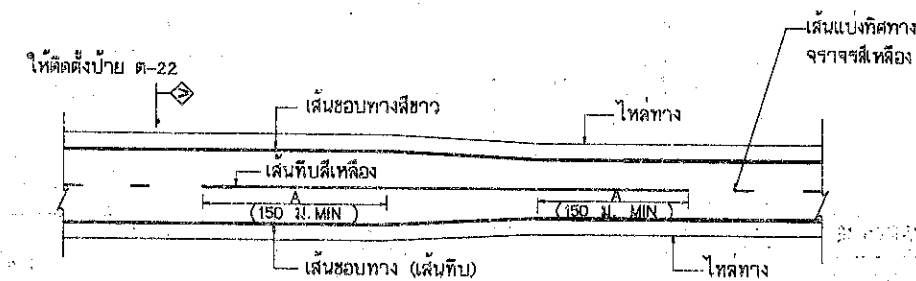 เส้นแบ่งทิศทาง
จราจรสีเหลือง
ให้ติดตั้งป้าย ต-22
เส้นขอบทางสีขาว
ไหล่ทาง
เส้นทึบสีเหลือง
A
A
(150 ม. MIN)
(150 ม. MIN)
เส้นขอบทาง (เส้นทึบ)
ไหล่ทาง